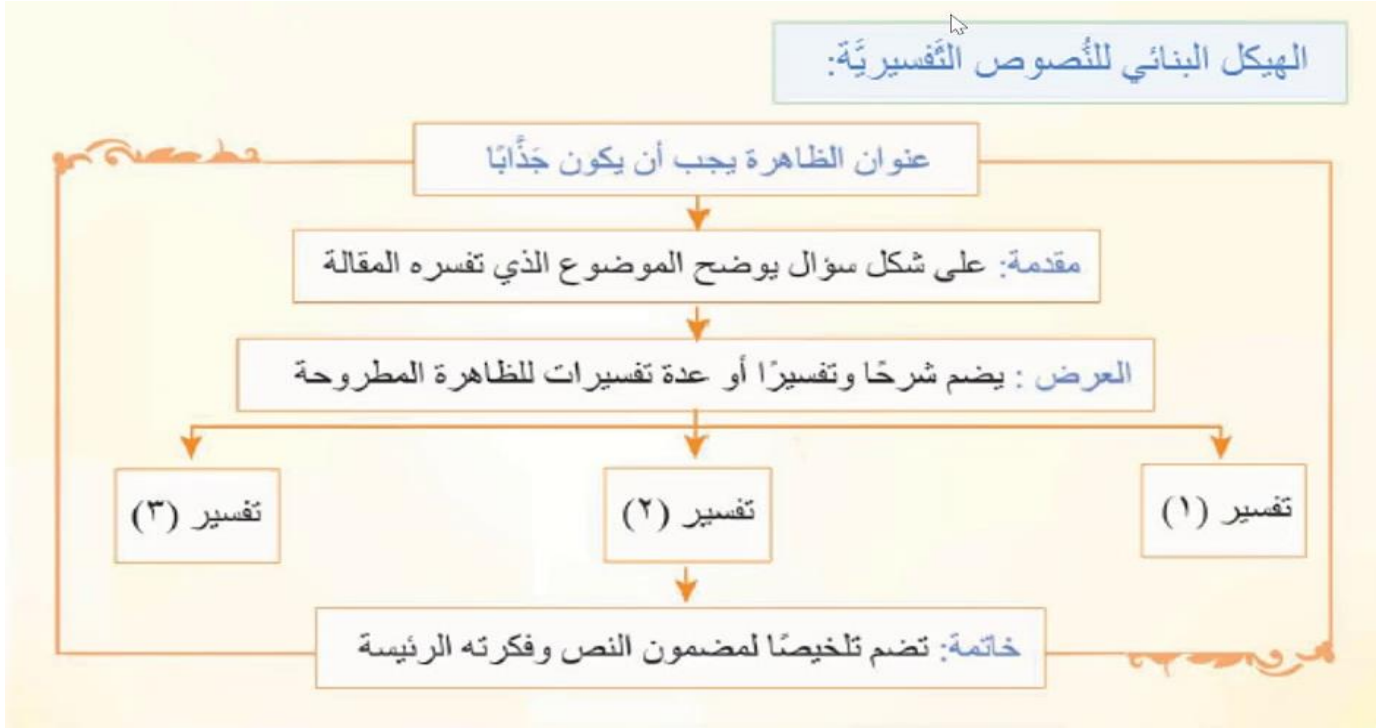 الهيكل البنائي للنُّصوص التَّفسيريَّة:
عنوان الظاهرة يجب أن يكون جَذَّابًا
مقدمة: على شكل سؤال يوضح الموضوع الذي تفسره المقالة
العرض : يضم شرحًا وتفسيرًا أو عدة تفسيرات للظاهرة المطروحة
تفسير (١)
تفسير (٢)
تفسير (٣)
خاتمة: تضم تلخيصًا لمضمون النص وفكرته الرئيسة